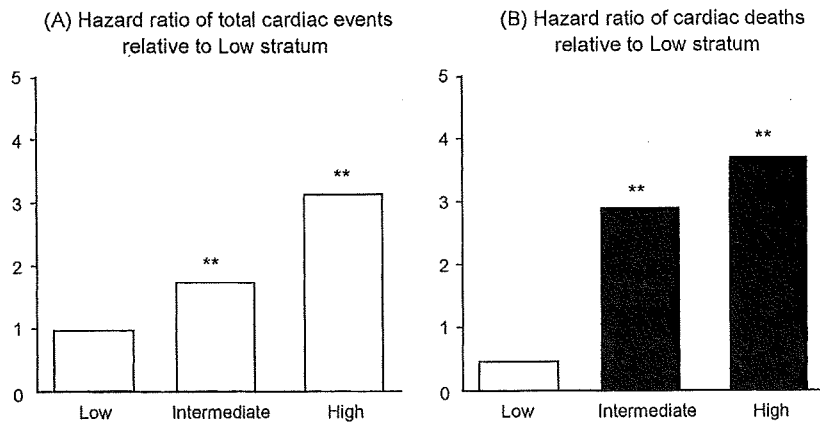 (A) Hazard ratio of total cardiac events
relative to Low stratum
5
4
3
2
1
0
**
**
Low Intermediate High
(B) Hazard ratio of cardiac deaths
relative to Low stratum
5
4
3
2
1
0
**
**
Low Intermediate High